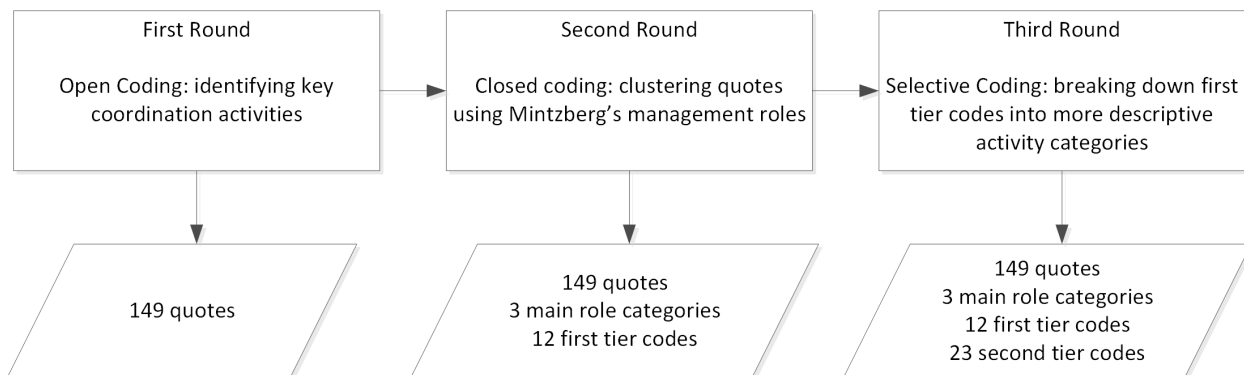 First Round
Open Coding: identifying key
coordination activities
Second Round
Closed coding: clustering quotes
using Mintzberg's management roles
Third Round
Selective Coding: breaking down first
tier codes into more descriptive
activity categories
149 quotes
149 quotes
3 main role categories
12 first tier codes
149 quotes
3 main role categories
12 first tier codes
23 second tier codes